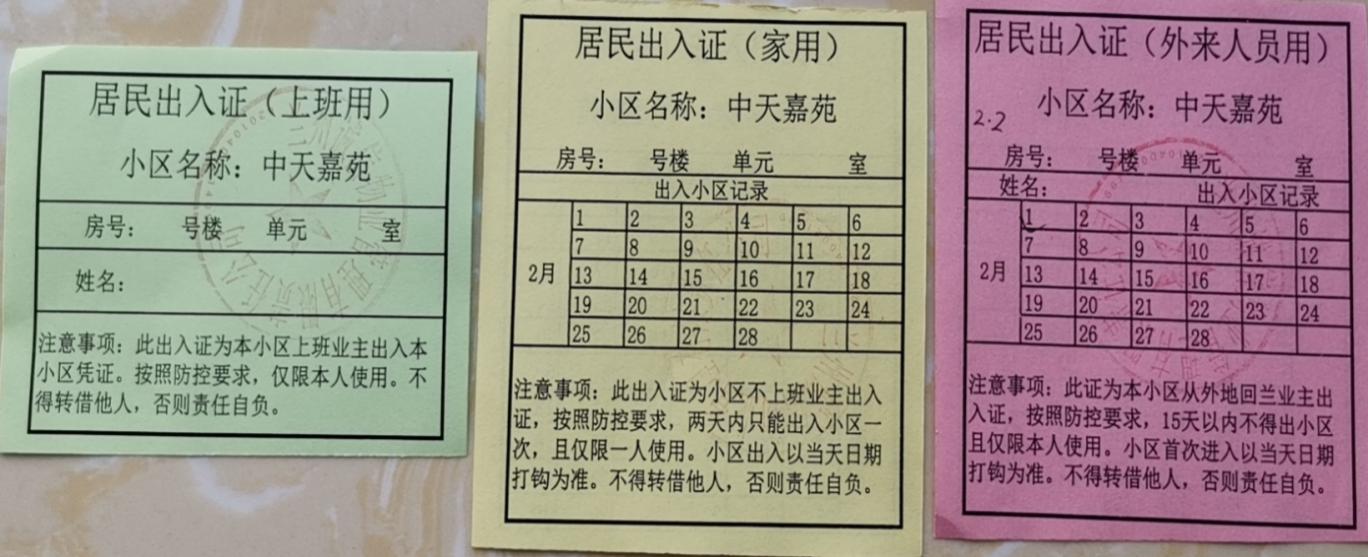 居民出入证（上班用）
小区名称：中天嘉苑
房号： 号楼 单元 室
姓名：
注意事项：此出入证为本小区上班业主出入本
小区凭证。按照防控要求，仅限本人使用。不
得转借他人，否则责任自负。
居民出入证（家用）
小区名称：中天嘉苑
房号： 号楼 单元 室
出入小区记录
2月
1 2 3 4 5 6
7 8 9 10 11 12
13 14 15 16 17 18
19 20 21 22 23 24
25 26 27 28
注意事项：此出入证为小区不上班业主出入
证，按照防控要求，两天内只能出入小区一
次，且仅限一人使用。小区出入以当天日期
打钩为准。不得转借他人，否则责任自负。
居民出入证（外来人员用）
小区名称：中天嘉苑
2.2
房号： 号楼 单元 室
姓名： 出入小区记录
2月
1 2 3 4 5 6
7 8 9 10 11 12
13 14 15 16 17 18
19 20 21 22 23 24
25 26 27 28
注意事项：此证为本小区从外地回兰业主出
入证，按照防控要求，15天以内不得出小区
且仅限本人使用。小区首次进入以当天日期
打钩为准。不得转借他人，否则责任自负。